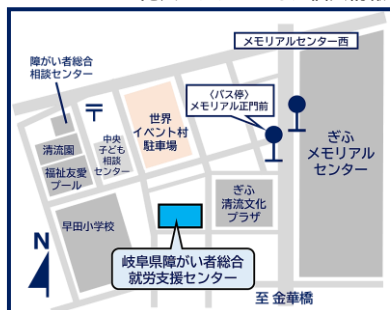 メモリアルセンター西
障がい者総合
相談センター
〈バス停〉
メモリアル正門前
世界
イベント村
駐車場
中央
子ども
相談
センター
清流園
福祉友愛
プール
ぎふ
メモリアル
センター
ぎふ
清流文化
プラザ
早田小学校
N
岐阜県障がい者総合
就労支援センター
至 金華橋